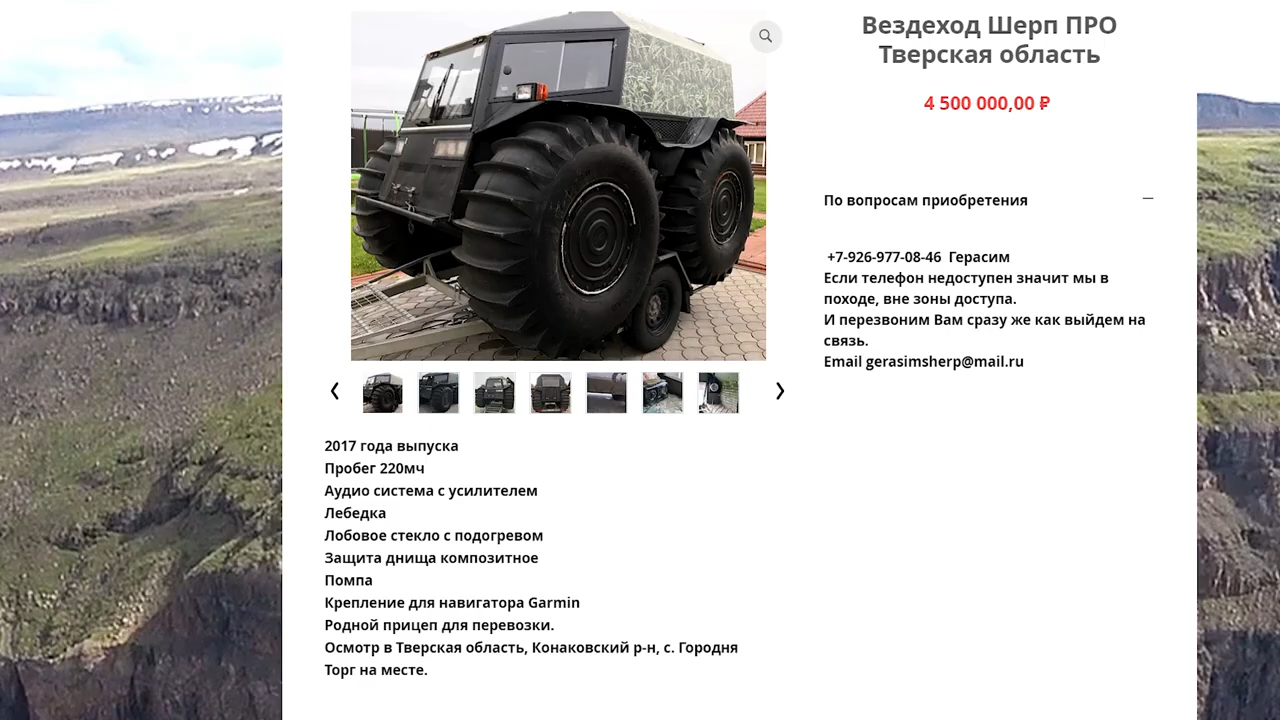 Вездеход Шерп ПРО
Тверская область
4 500 000,00 ₽
По вопросам приобретения
+7-926-977-08-46 Герасим
Если телефон недоступен значит мы в
походе, вне зоны доступа.
И перезвоним Вам сразу же как выйдем на
связь.
Email gerasimsherp@mail.ru
2017 года выпуска
Пробег 220мч
Аудио система с усилителем
Лебедка
Лобовое стекло с подогревом
Защита днища композитное
Помпа
Крепление для навигатора Garmin
Родной прицеп для перевозки.
Осмотр в Тверская область, Конаковский р-н, с. Городня
Торг на месте.